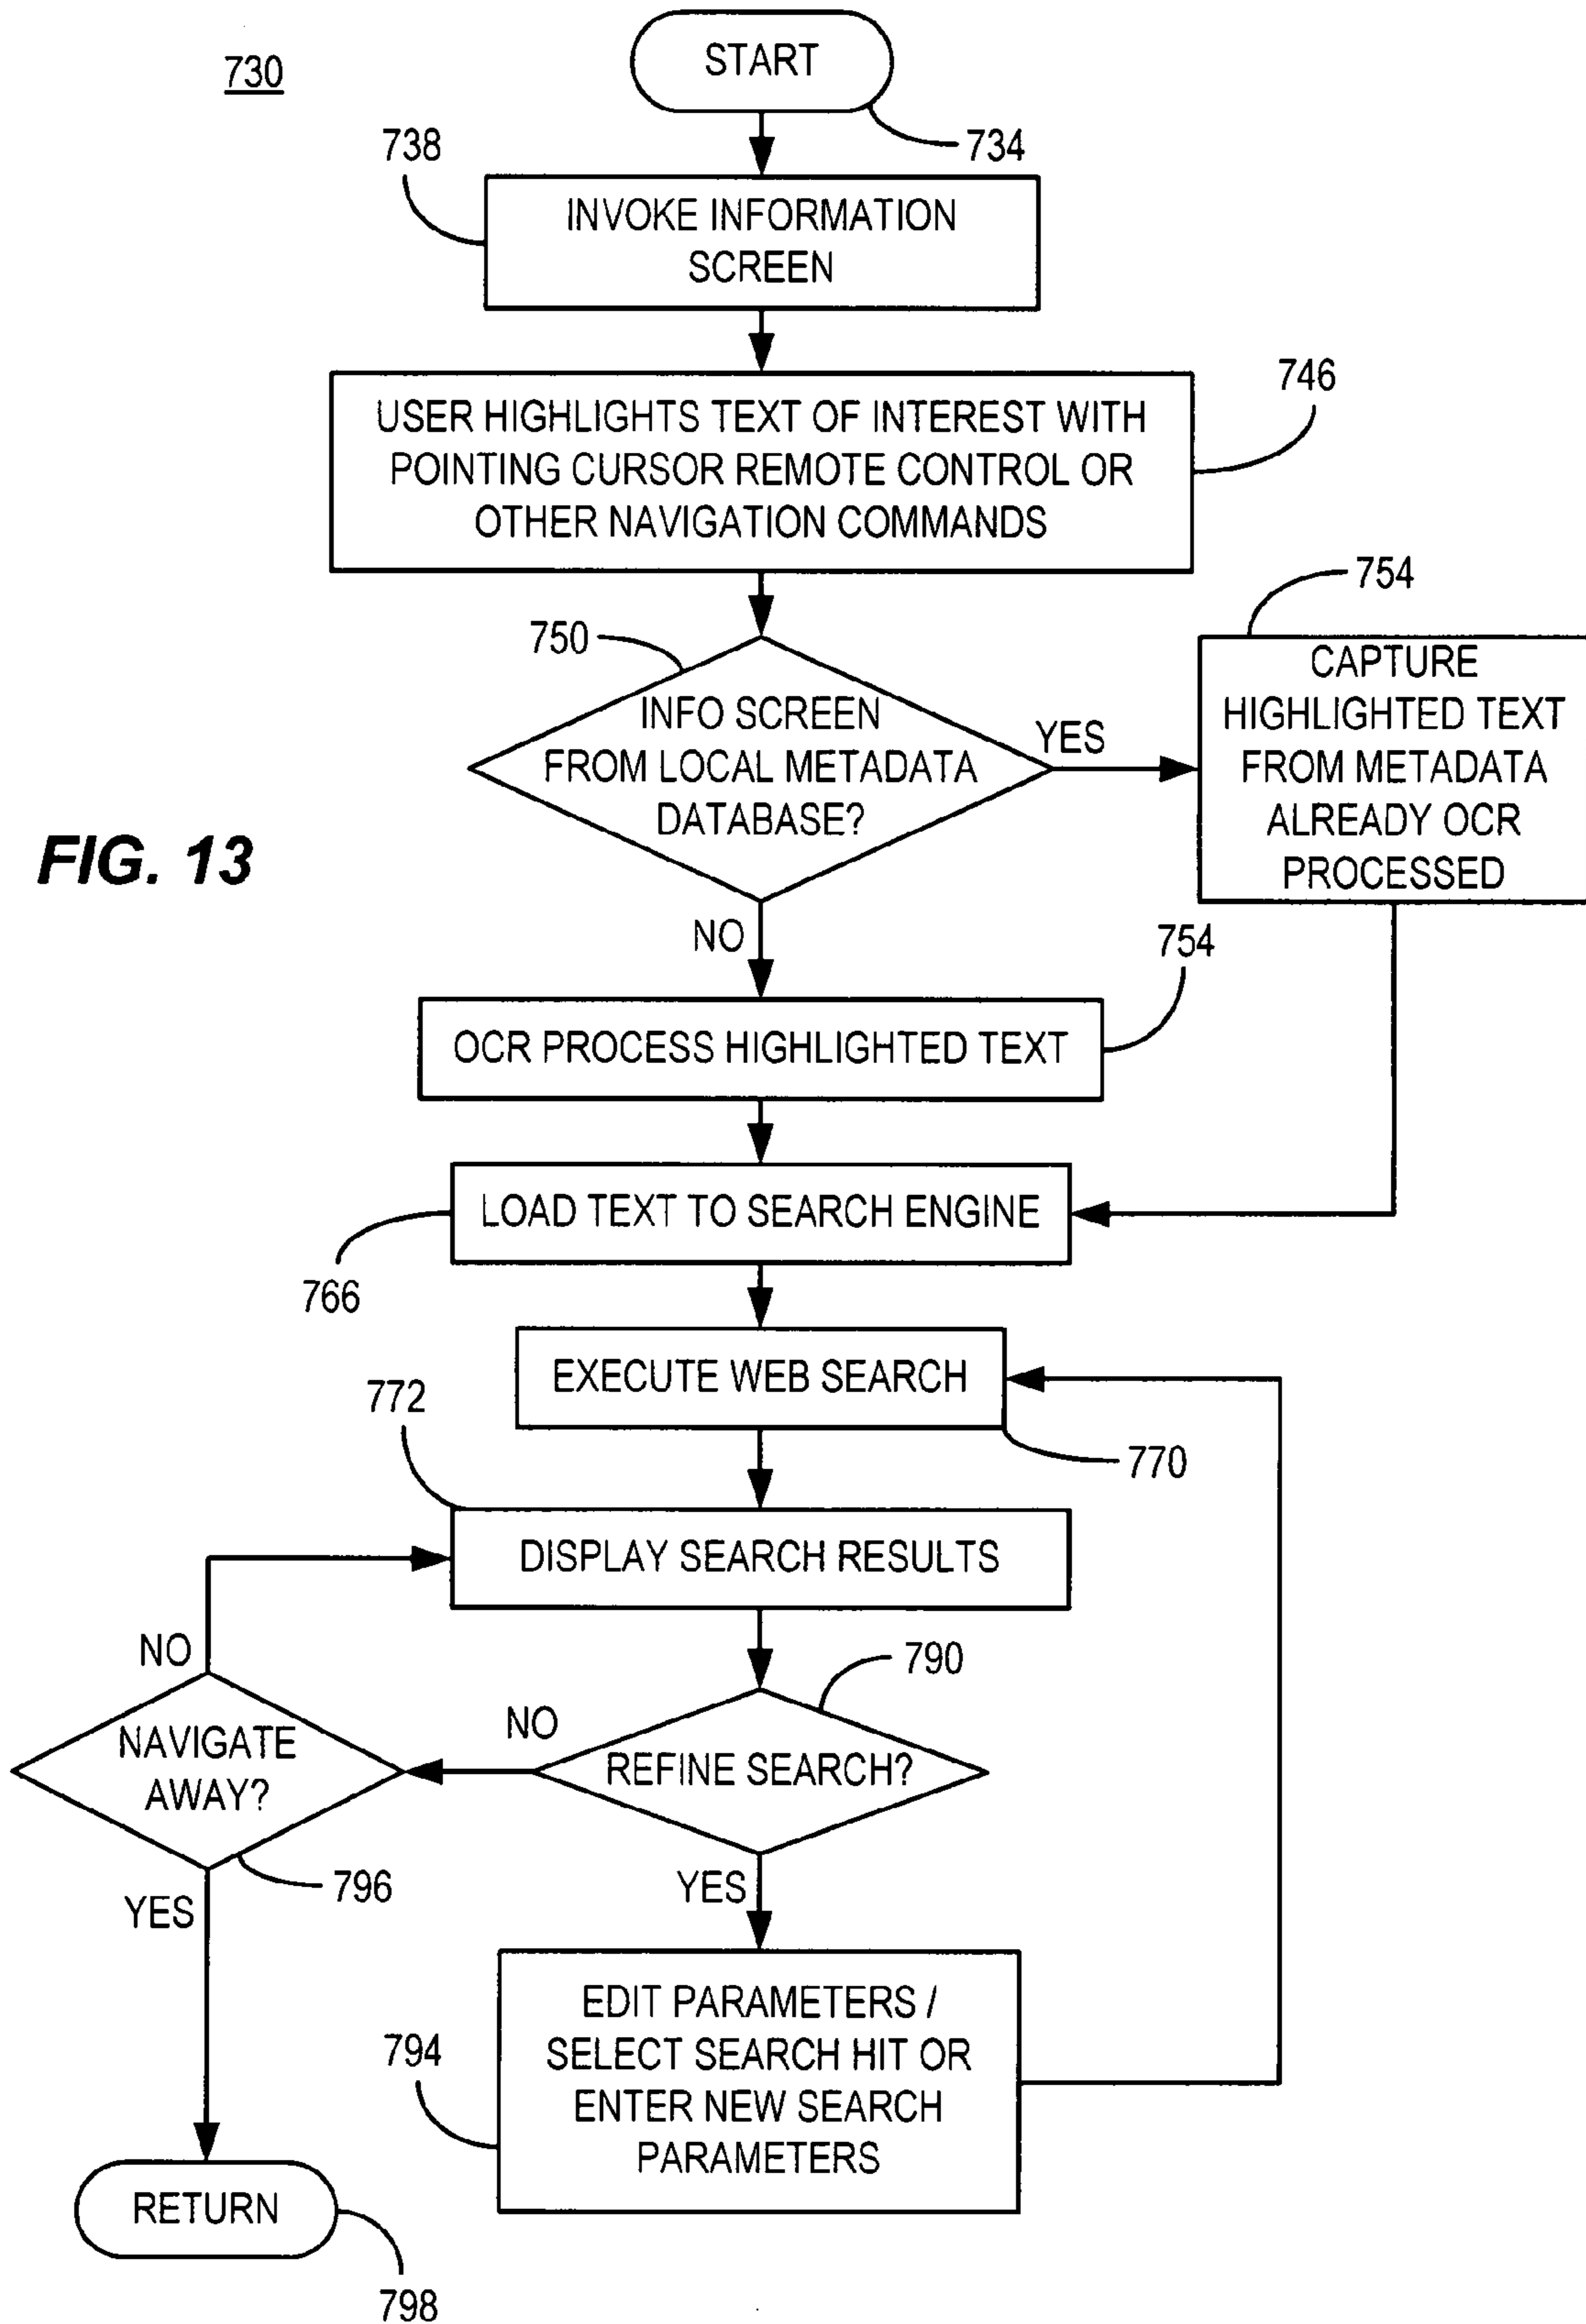 730
START
734
738
INVOKE INFORMATION
SCREEN
746
USER HIGHLIGHTS TEXT OF INTEREST WITH
POINTING CURSOR REMOTE CONTROL OR
OTHER NAVIGATION COMMANDS
750
INFO SCREEN
FROM LOCAL METADATA
DATABASE?
YES
754
CAPTURE
HIGHLIGHTED TEXT
FROM METADATA
ALREADY OCR
PROCESSED
FIG. 13
NO
754
OCR PROCESS HIGHLIGHTED TEXT
LOAD TEXT TO SEARCH ENGINE
766
EXECUTE WEB SEARCH
770
772
DISPLAY SEARCH RESULTS
NO
790
NAVIGATE
AWAY?
NO
REFINE SEARCH?
796
YES
YES
EDIT PARAMETERS /
SELECT SEARCH HIT OR
ENTER NEW SEARCH
PARAMETERS
794
RETURN
798